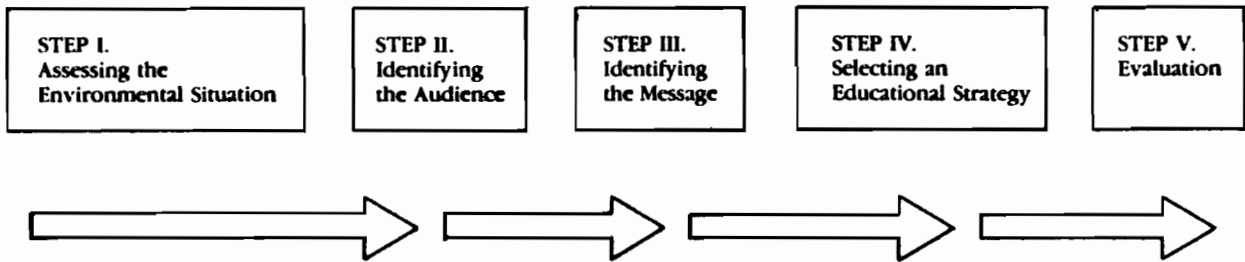 STEP I.
Assessing the
Environmental Situation
STEP II.
Identifying
the Audience
STEP III.
Identifying
the Message
STEP IV.
Selecting an
Educational Strategy
STEP V.
Evaluation